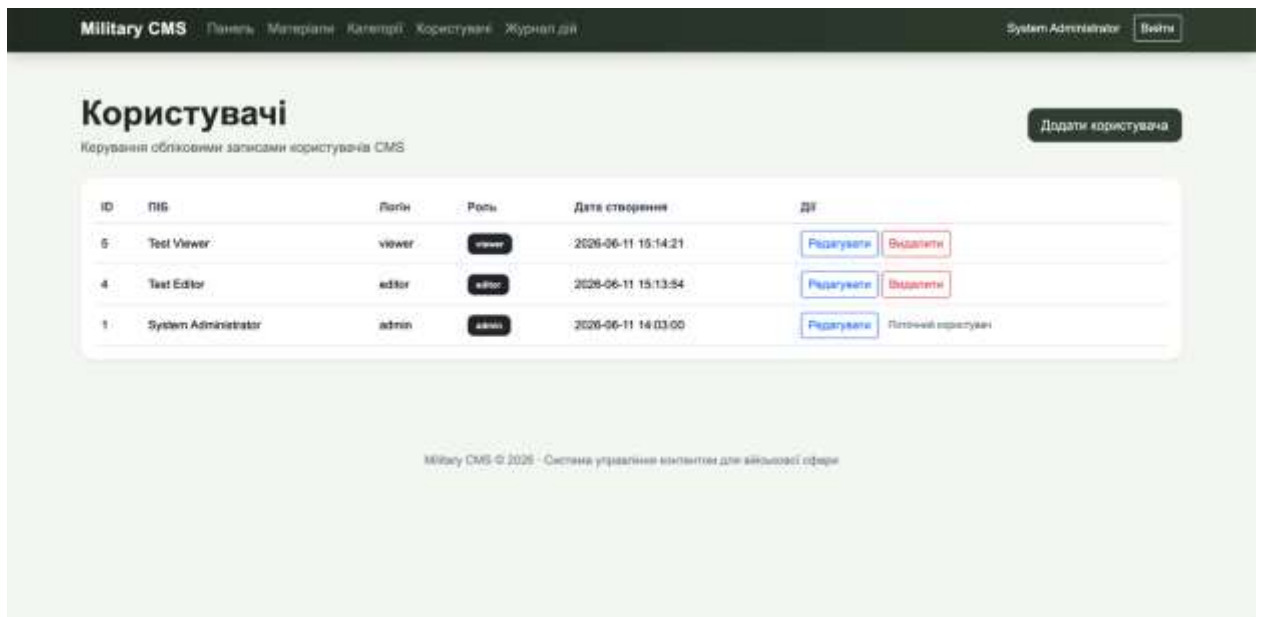 Military CMS Панель Матеріали Категорії Користувачі Журнал дій System Administrator Вийти
Користувачі
Додати користувача
Керування обліковими записами користувачів CMS
ID ПІБ Логін Роль Дата створення Дії
5 Test Viewer viewer viewer 2026-06-11 15:14:21 Редагувати Видалити
4 Test Editor editor editor 2026-06-11 15:13:54 Редагувати Видалити
1 System Administrator admin admin 2026-06-11 14:03:00 Редагувати Поточний користувач
Military CMS © 2026 · Система управління контентом для військової сфери